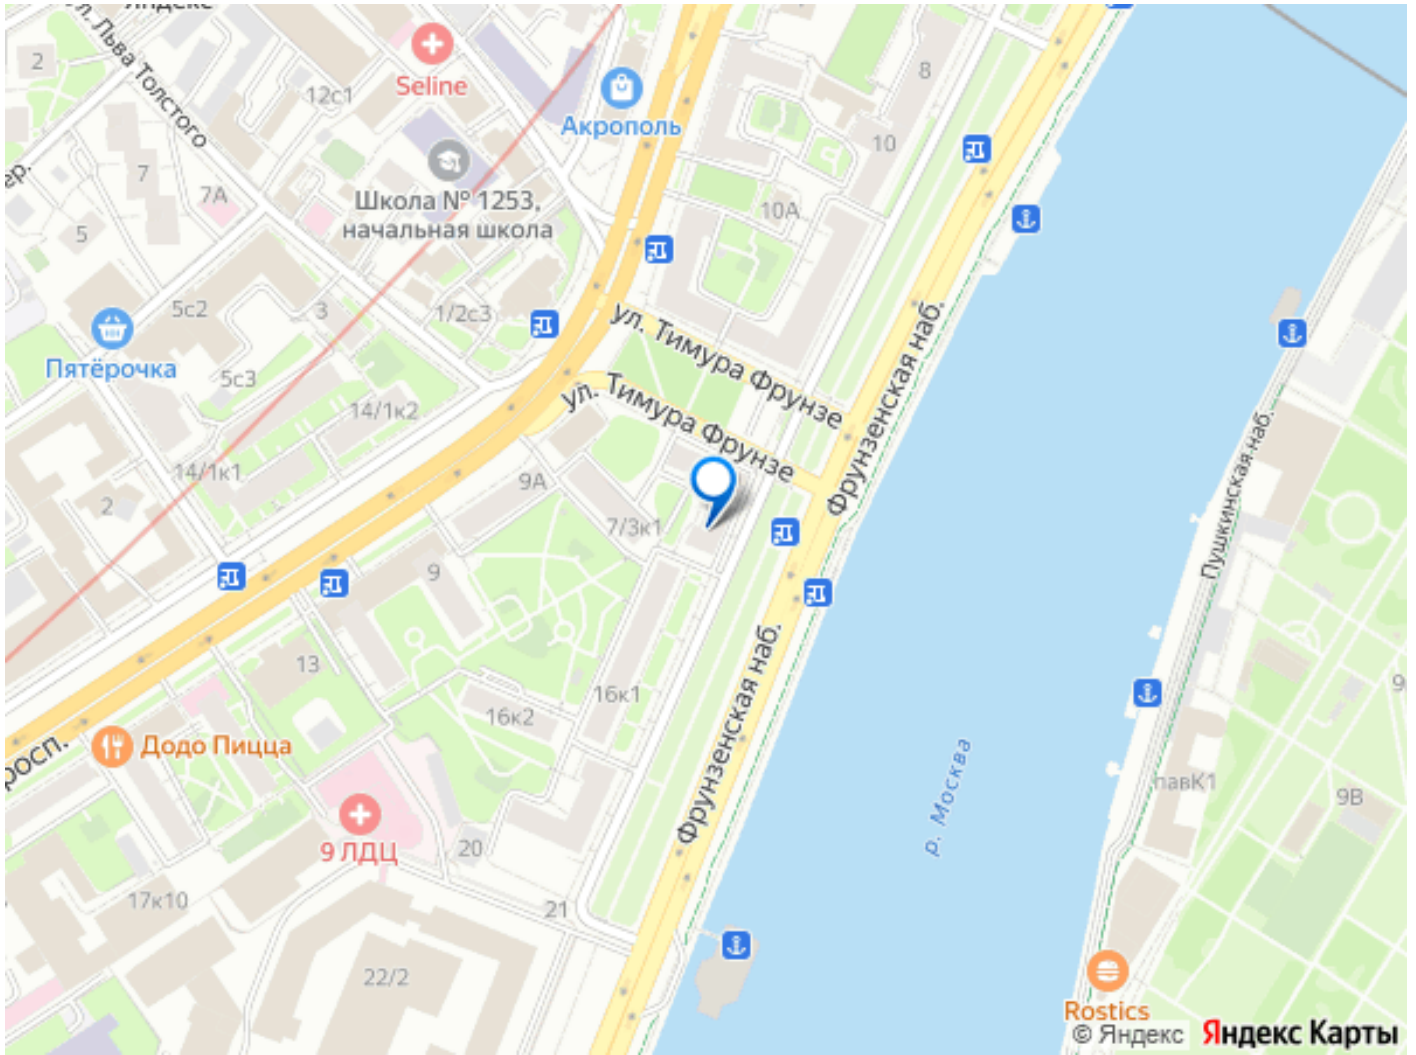 Яндекс
ул. Льва Толстого
2
12с1
Seline
Акрополь
8
10
7
7А
Школа № 1253,
начальная школа
10А
5
5с2
3
1/2с3
ул. Тимура Фрунзе
Фрунзенская наб.
Пятёрочка
5с3
14/1к2
ул. Тимура Фрунзе
14/1к1
9А
2
7/3к1
Пушкинская наб.
9
13
16к1
16к2
Фрунзенская наб.
9
росп.
Додо Пицца
р. Москва
павК1
9В
9 ЛДЦ
20
17к10
21
22/2
Rostics
© Яндекс Яндекс Карты